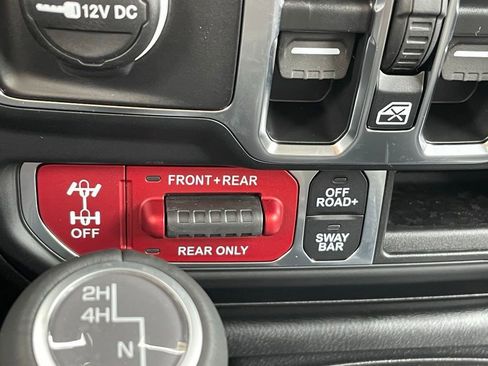 12V DC
FRONT+REAR
OFF
REAR ONLY
OFF
ROAD+
SWAY
BAR
2H
4H
N